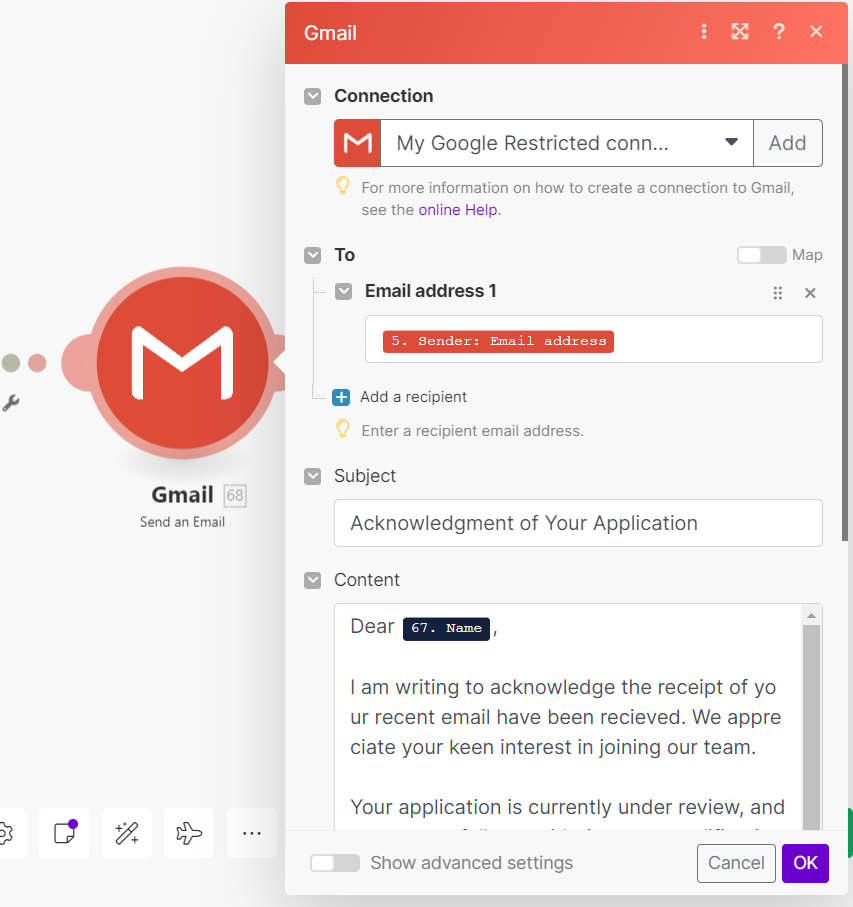 Gmail
Connection
My Google Restricted conn...
Add
For more information on how to create a connection to Gmail,
see the online Help.
To
Map
Email address 1
5. Sender: Email address
Add a recipient
Enter a recipient email address.
Gmail 68
Send an Email
Subject
Acknowledgment of Your Application
Content
Dear 67. Name ,
I am writing to acknowledge the receipt of yo
ur recent email have been recieved. We appre
ciate your keen interest in joining our team.
Your application is currently under review, and
Show advanced settings
Cancel
OK